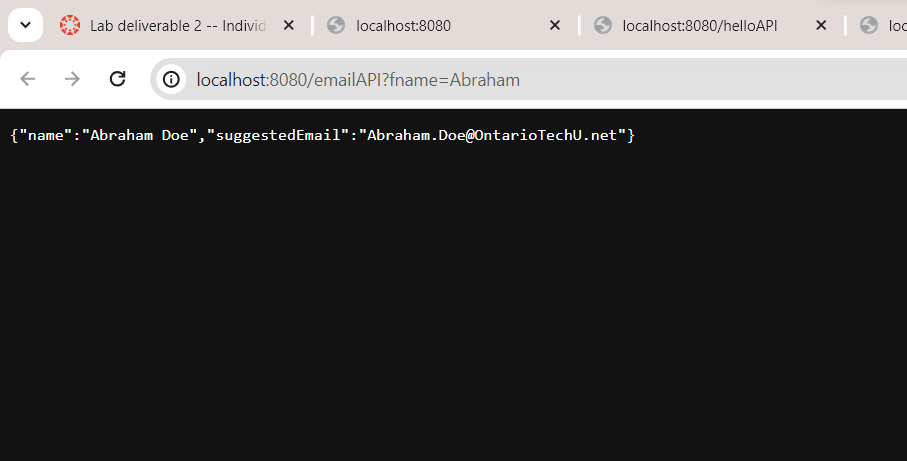 Lab deliverable 2 -- Individ
localhost:8080
localhost:8080/helloAPI
loc
localhost:8080/emailAPI?fname=Abraham
{"name":"Abraham Doe","suggestedEmail":"Abraham.Doe@OntarioTechU.net"}